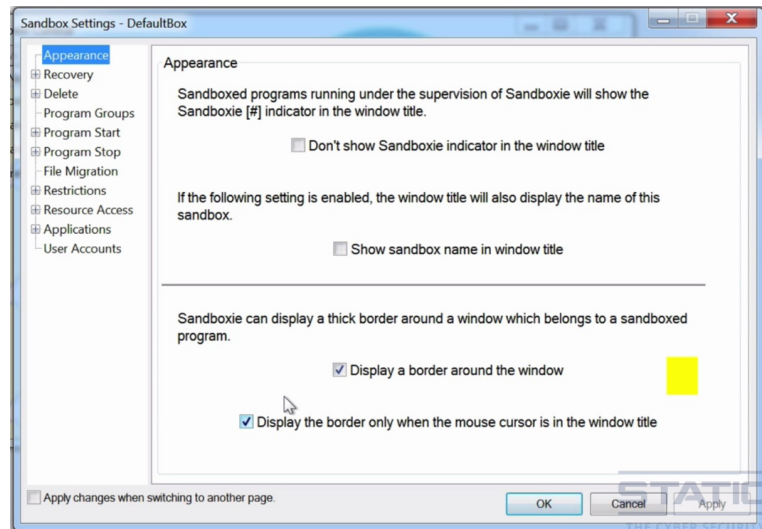 Sandbox Settings - DefaultBox
Appearance
Recovery
Delete
Program Groups
Program Start
Program Stop
File Migration
Restrictions
Resource Access
Applications
User Accounts
Appearance
Sandboxed programs running under the supervision of Sandboxie will show the
Sandboxie [#] indicator in the window title.
Don't show Sandboxie indicator in the window title
If the following setting is enabled, the window title will also display the name of this
sandbox.
Show sandbox name in window title
Sandboxie can display a thick border around a window which belongs to a sandboxed
program.
Display a border around the window
Display the border only when the mouse cursor is in the window title
Apply changes when switching to another page.
OK
Cancel
Apply
STATIC
THE CYBER SECURITY